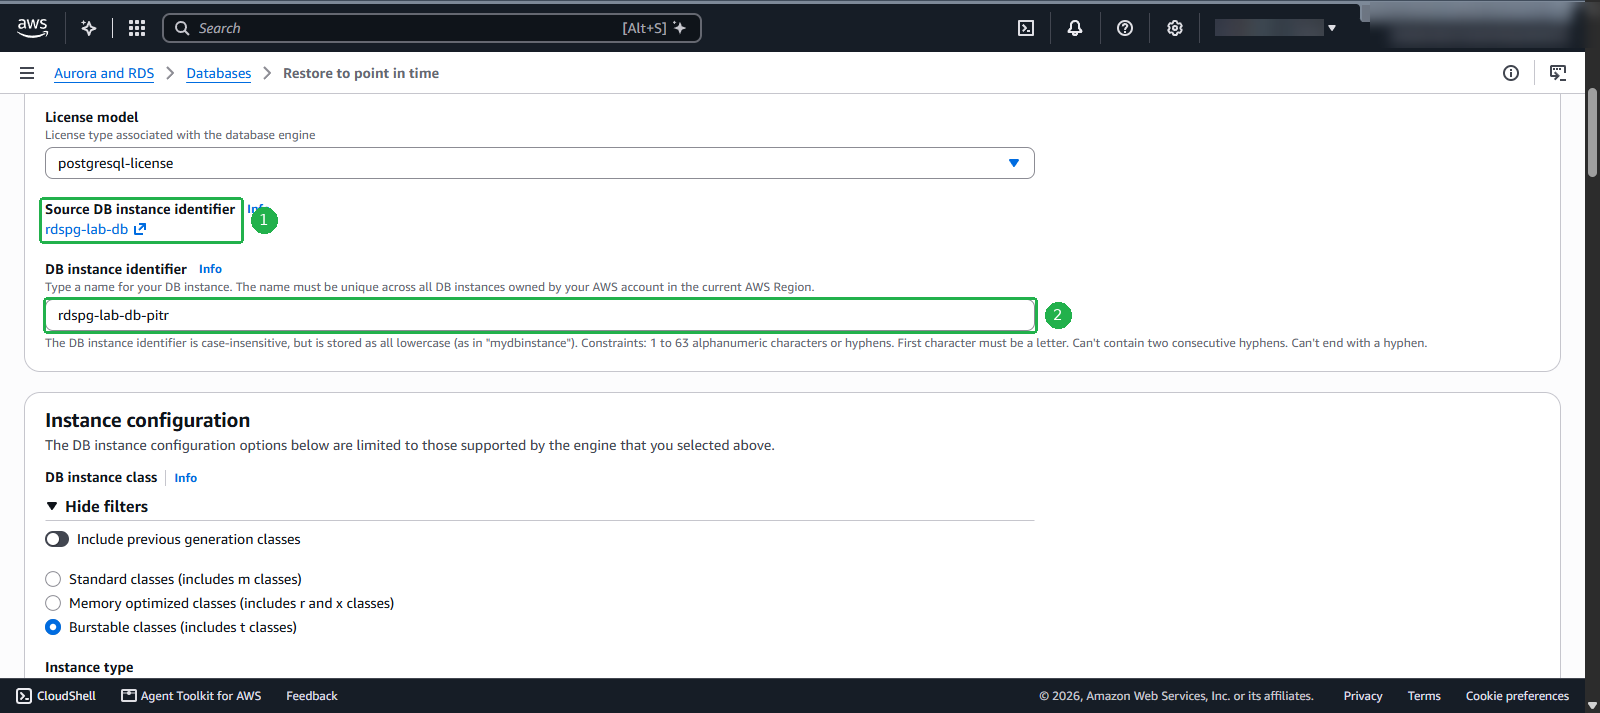 aws
Search
[Alt+S]
Aurora and RDS > Databases > Restore to point in time
License model
License type associated with the database engine
postgresql-license
Source DB instance identifier
1
rdspg-lab-db
DB instance identifier Info
Type a name for your DB instance. The name must be unique across all DB instances owned by your AWS account in the current AWS Region.
rdspg-lab-db-pitr
2
The DB instance identifier is case-insensitive, but is stored as all lowercase (as in "mydbinstance"). Constraints: 1 to 63 alphanumeric characters or hyphens. First character must be a letter. Can't contain two consecutive hyphens. Can't end with a hyphen.
Instance configuration
The DB instance configuration options below are limited to those supported by the engine that you selected above.
DB instance class Info
Hide filters
Include previous generation classes
Standard classes (includes m classes)
Memory optimized classes (includes r and x classes)
Burstable classes (includes t classes)
Instance type
CloudShell Agent Toolkit for AWS Feedback © 2026, Amazon Web Services, Inc. or its affiliates. Privacy Terms Cookie preferences